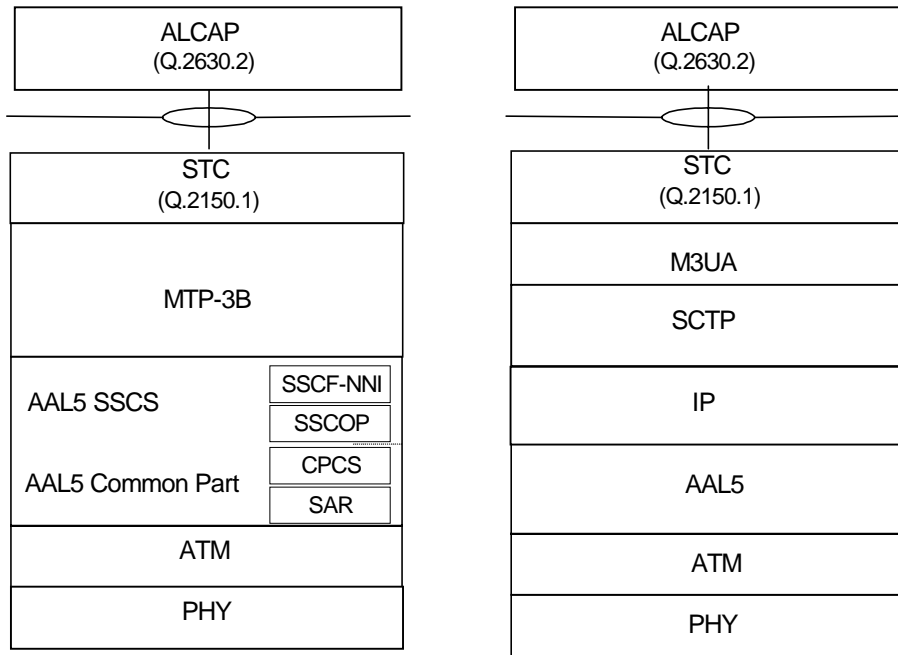 ALCAP
(Q.2630.2)
STC
(Q.2150.1)
MTP-3B
AAL5 SSCS
SSCF-NNI
SSCOP
AAL5 Common Part
CPCS
SAR
ATM
PHY
ALCAP
(Q.2630.2)
STC
(Q.2150.1)
M3UA
SCTP
IP
AAL5
ATM
PHY